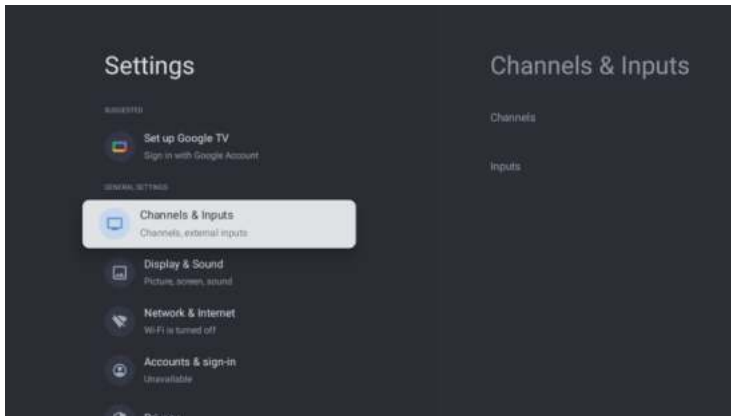 Settings
SUGGESTED
Set up Google TV
Sign in with Google Account
GENERAL SETTINGS
Channels & Inputs
Channels, external inputs
Display & Sound
Picture, screen, sound
Network & Internet
Wi-Fi is turned off
Accounts & sign-in
Unavailable
Channels & Inputs
Channels
Inputs